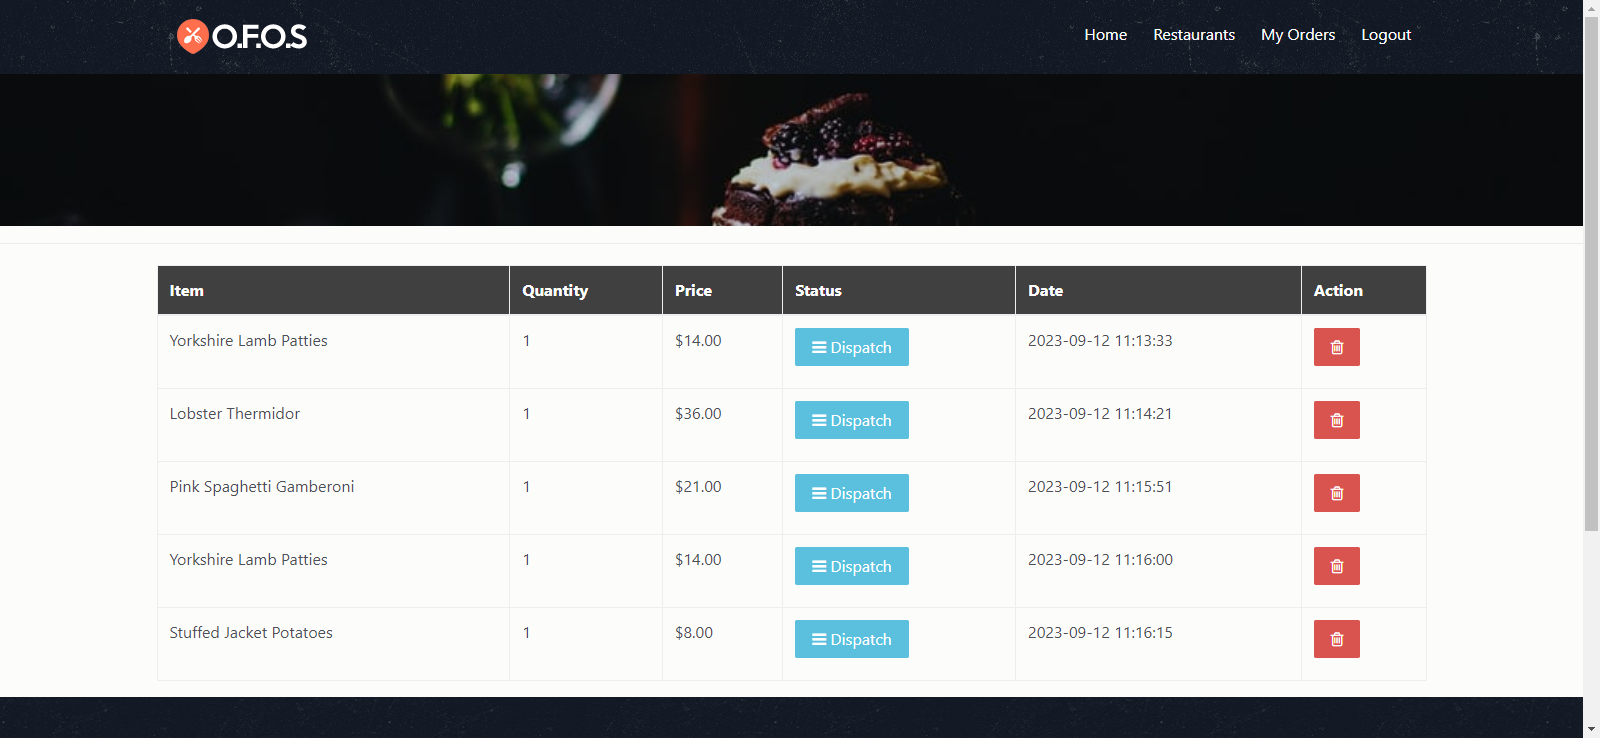 O.F.O.S
Home Restaurants My Orders Logout
Item Quantity Price Status Date Action
Yorkshire Lamb Patties 1 $14.00 Dispatch 2023-09-12 11:13:33
Lobster Thermidor 1 $36.00 Dispatch 2023-09-12 11:14:21
Pink Spaghetti Gamberoni 1 $21.00 Dispatch 2023-09-12 11:15:51
Yorkshire Lamb Patties 1 $14.00 Dispatch 2023-09-12 11:16:00
Stuffed Jacket Potatoes 1 $8.00 Dispatch 2023-09-12 11:16:15